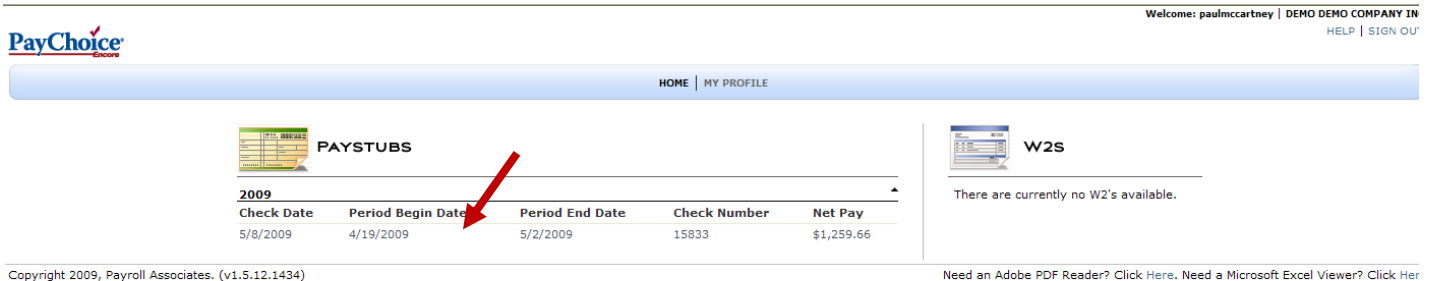 Welcome: paulmccartney | DEMO DEMO COMPANY IN
HELP | SIGN OU
PayChoice
Encore
HOME | MY PROFILE
PAYSTUBS
2009
Check Date Period Begin Date Period End Date Check Number Net Pay
5/8/2009 4/19/2009 5/2/2009 15833 $1,259.66
W2S
There are currently no W2's available.
Copyright 2009, Payroll Associates. (v1.5.12.1434)
Need an Adobe PDF Reader? Click Here. Need a Microsoft Excel Viewer? Click Her